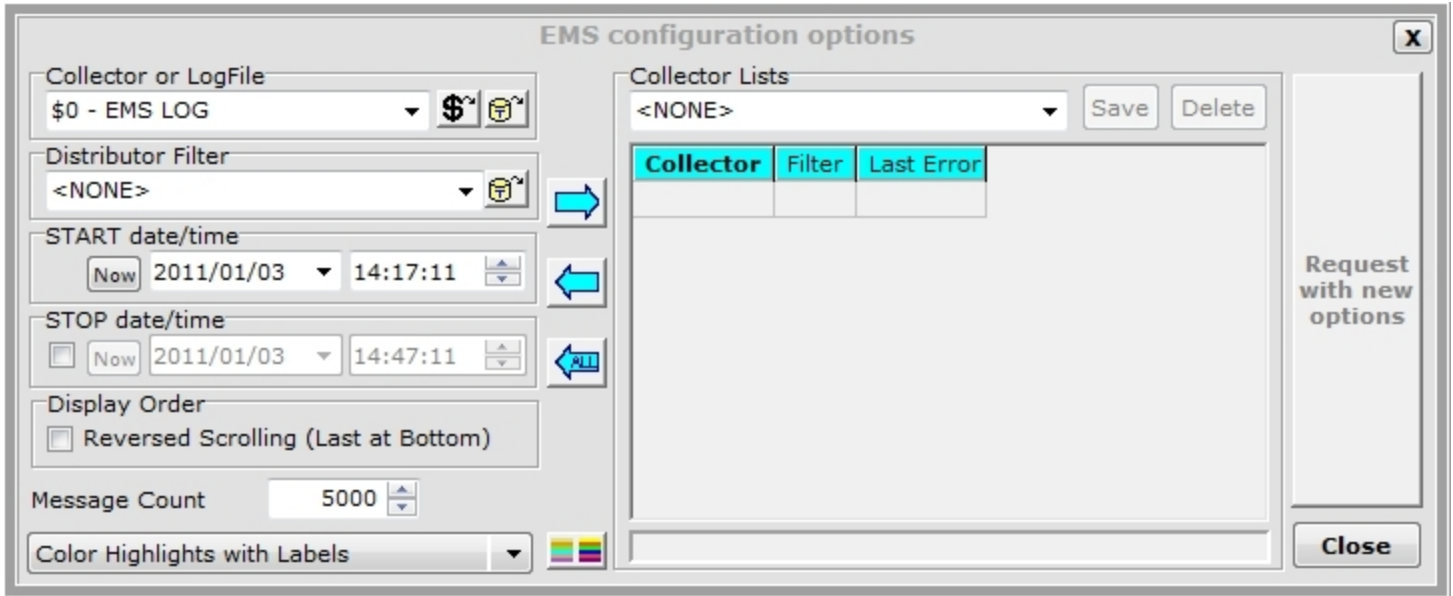 EMS configuration options
X
Collector or LogFile
$0 - EMS LOG
$
Distributor Filter
<NONE>
START date/time
Now 2011/01/03 14:17:11
STOP date/time
Now 2011/01/03 14:47:11
ALL
Display Order
Reversed Scrolling (Last at Bottom)
Message Count 5000
Color Highlights with Labels
Collector Lists
<NONE> Save Delete
Collector Filter Last Error
Request
with new
options
Close